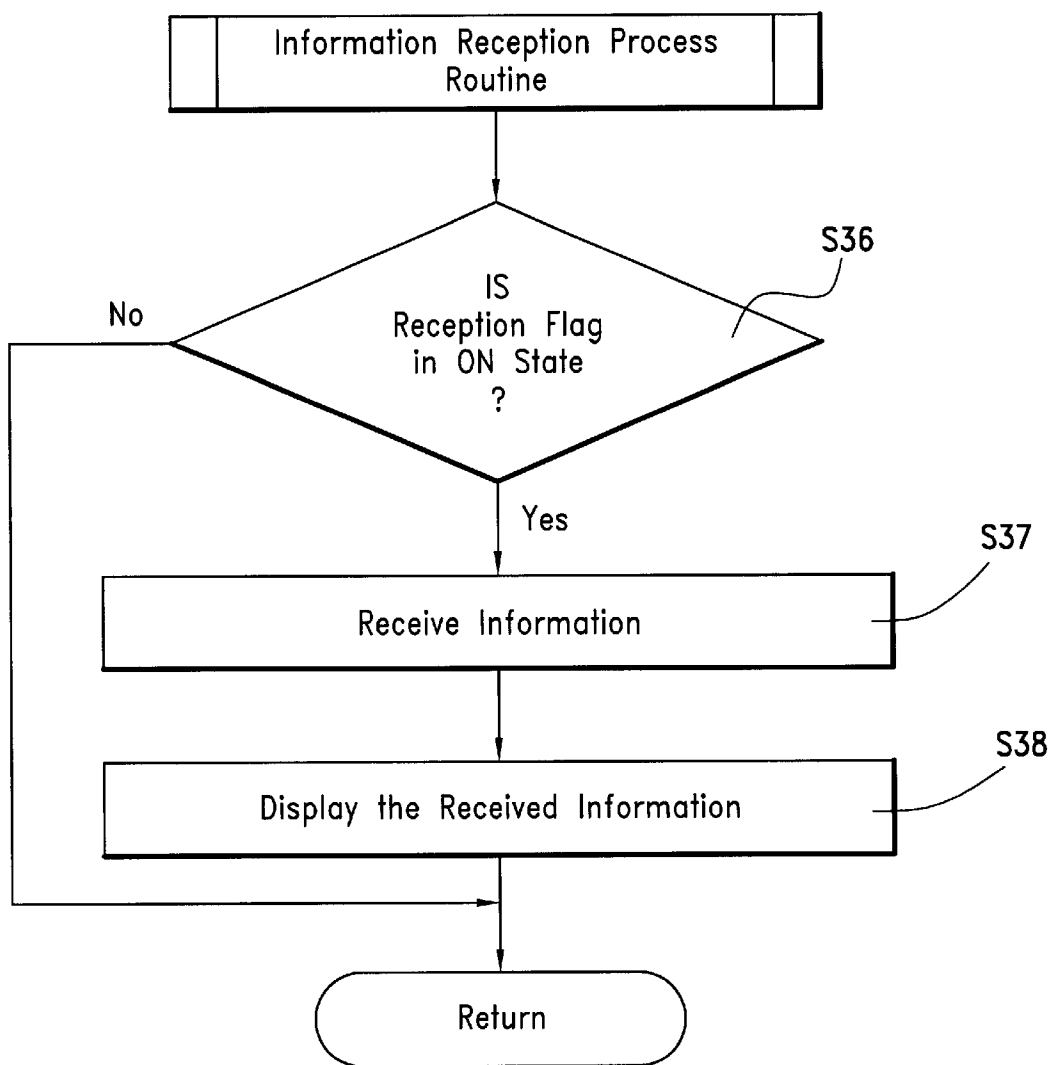 Information Reception Process
Routine
S36
IS
Reception Flag
in ON State
?
No
Yes
S37
Receive Information
S38
Display the Received Information
Return